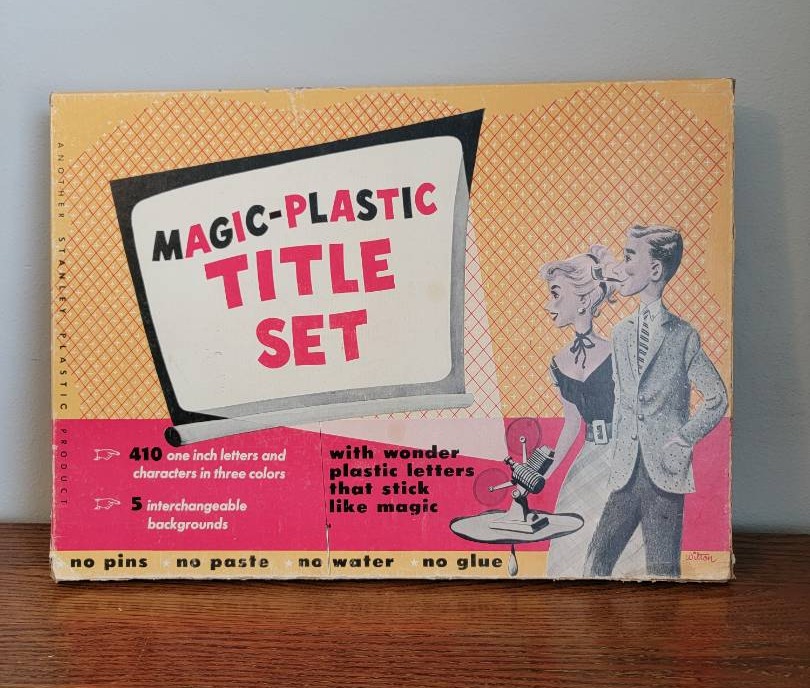 MAGIC-PLASTIC
TITLE
SET
ANOTHER STANLEY PLASTIC PRODUCT
410 one inch letters and
characters in three colors
5 interchangeable
backgrounds
with wonder
plastic letters
that stick
like magic
no pins no paste no water no glue
Witton